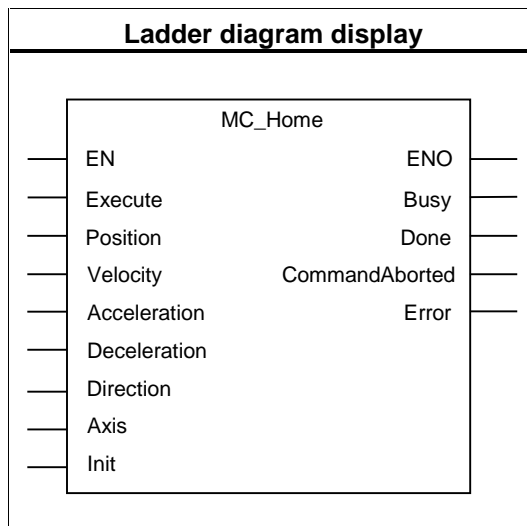 Ladder diagram display
MC_Home
EN ENO
Execute Busy
Position Done
Velocity CommandAborted
Acceleration Error
Deceleration
Direction
Axis
Init